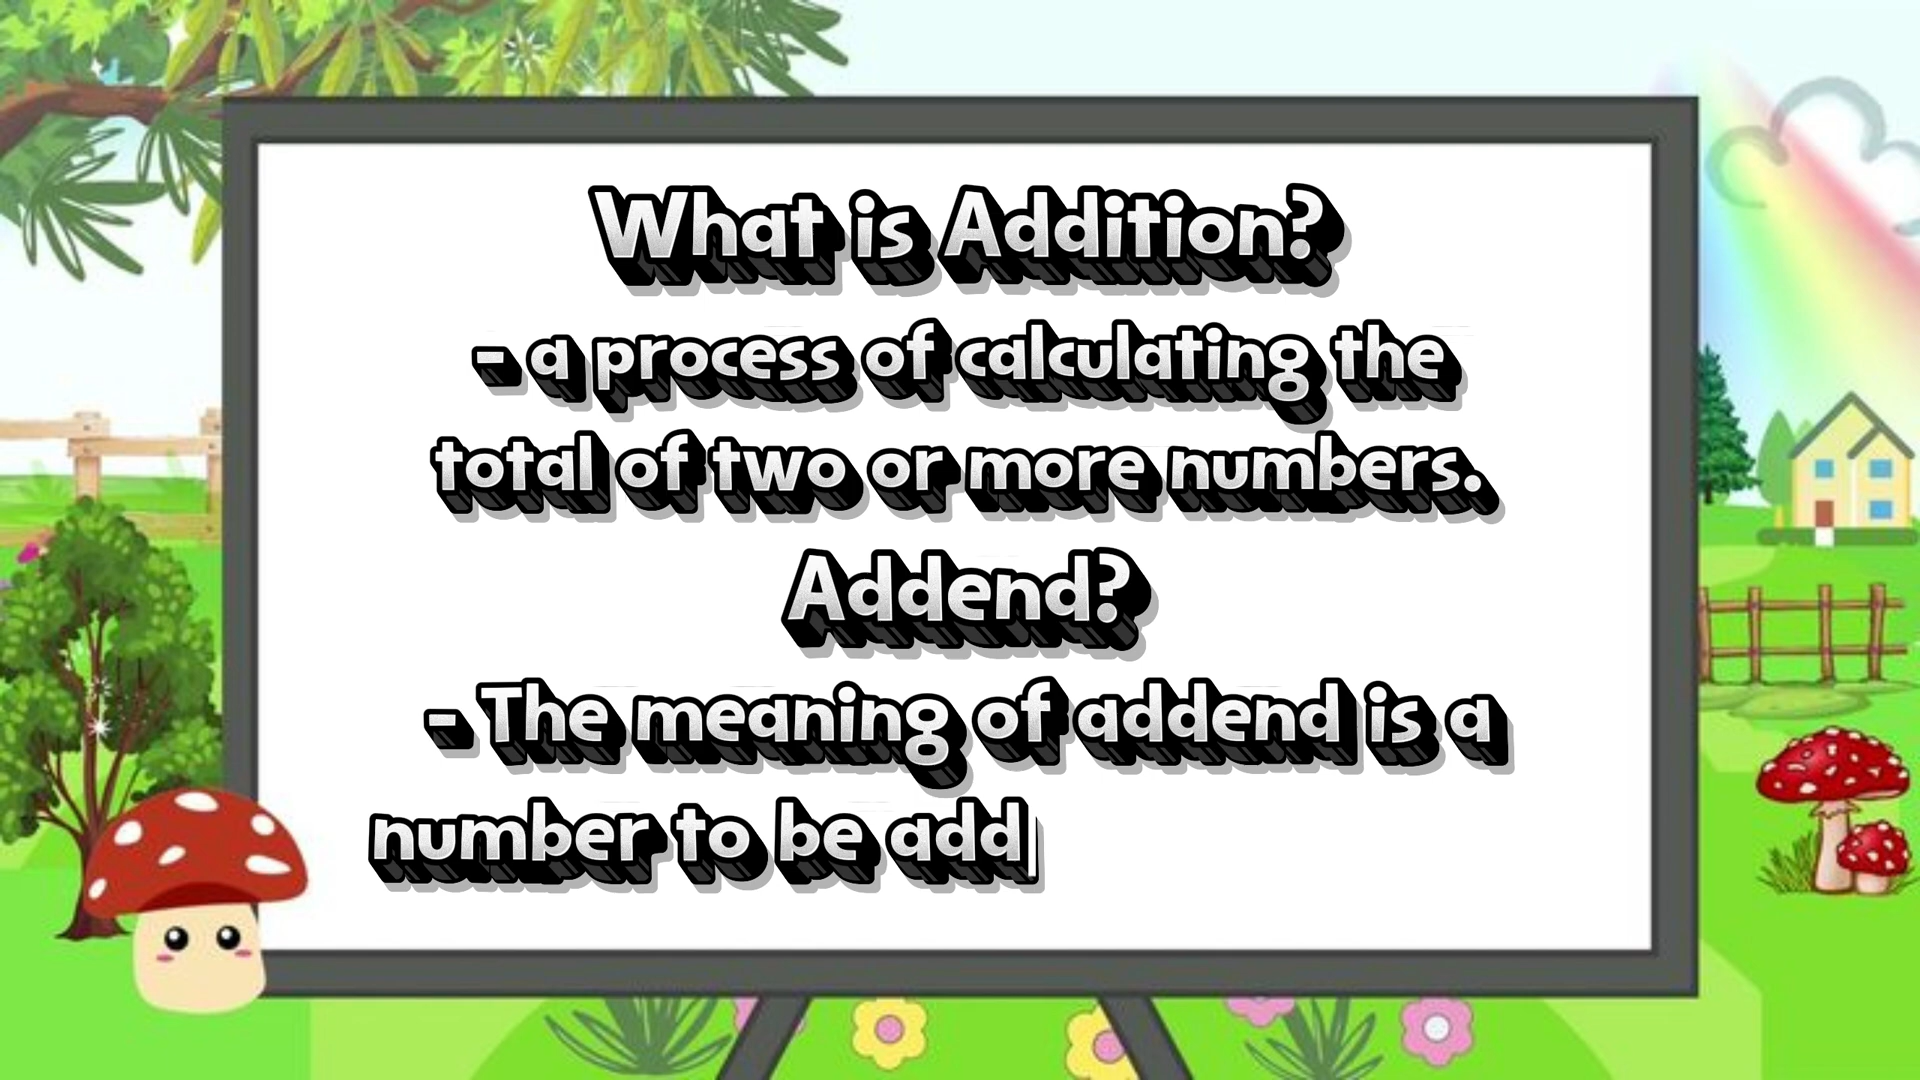 What is Addition?
- a process of calculating the
total of two or more numbers.
Addend?
- The meaning of addend is a
number to be add